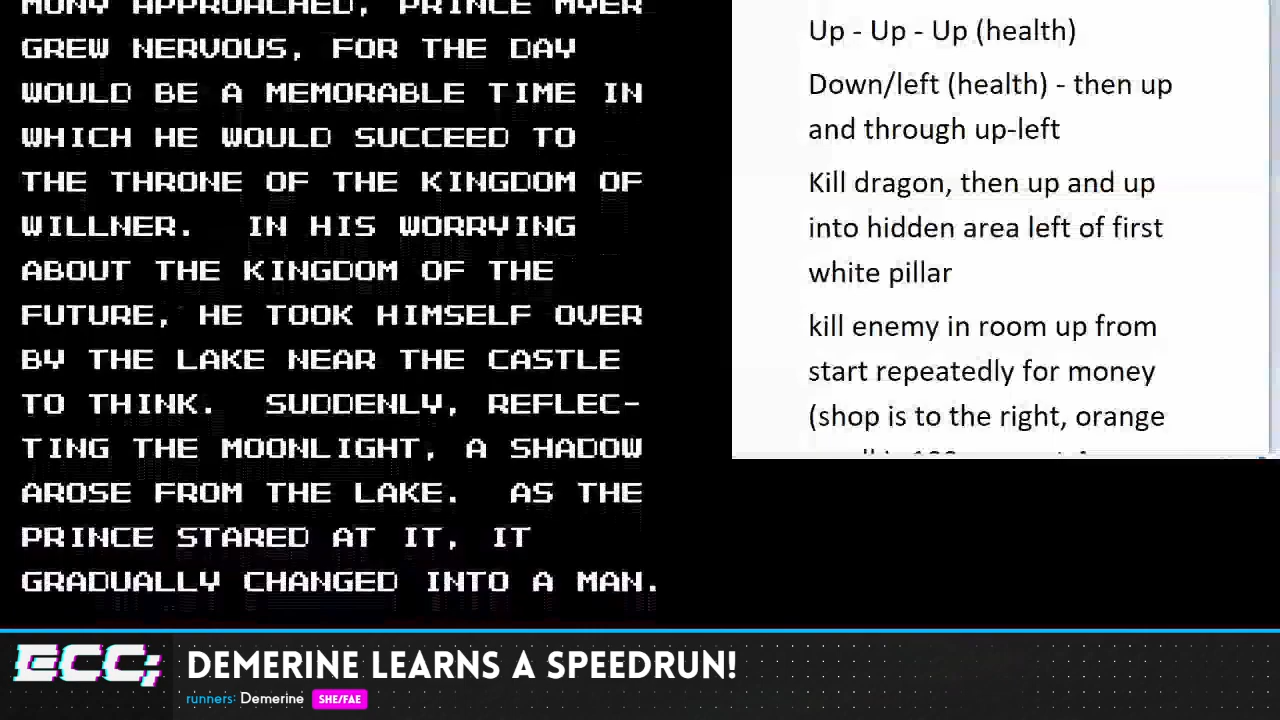 MONY APPROACHED, PRINCE MYER
GREW NERVOUS, FOR THE DAY
WOULD BE A MEMORABLE TIME IN
WHICH HE WOULD SUCCEED TO
THE THRONE OF THE KINGDOM OF
WILLNER. IN HIS WORRYING
ABOUT THE KINGDOM OF THE
FUTURE, HE TOOK HIMSELF OVER
BY THE LAKE NEAR THE CASTLE
TO THINK. SUDDENLY, REFLEC-
TING THE MOONLIGHT, A SHADOW
AROSE FROM THE LAKE. AS THE
PRINCE STARED AT IT, IT
GRADUALLY CHANGED INTO A MAN.
Up - Up - Up (health)
Down/left (health) - then up
and through up-left
Kill dragon, then up and up
into hidden area left of first
white pillar
kill enemy in room up from
start repeatedly for money
(shop is to the right, orange
ECC;
DEMERINE LEARNS A SPEEDRUN!
runners: Demerine SHE/FAE